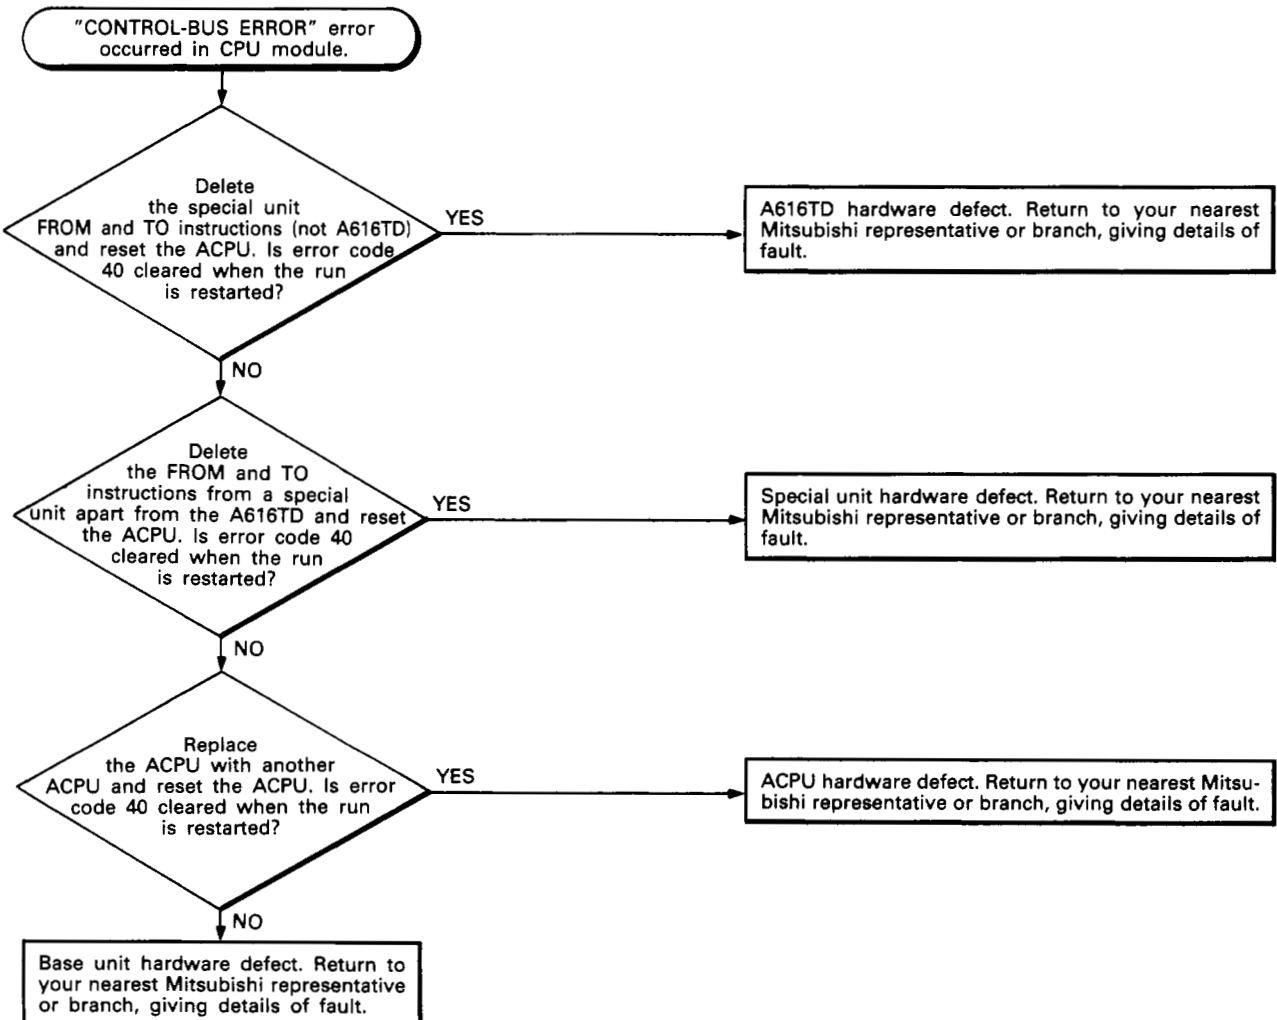 "CONTROL-BUS ERROR" error
occurred in CPU module.
Delete
the special unit
FROM and TO instructions (not A616TD)
and reset the ACPU. Is error code
40 cleared when the run
is restarted?
YES
A616TD hardware defect. Return to your nearest
Mitsubishi representative or branch, giving details of
fault.
NO
Delete
the FROM and TO
instructions from a special
unit apart from the A616TD and reset
the ACPU. Is error code 40
cleared when the run
is restarted?
YES
Special unit hardware defect. Return to your nearest
Mitsubishi representative or branch, giving details of
fault.
NO
Replace
the ACPU with another
ACPU and reset the ACPU. Is error
code 40 cleared when the run
is restarted?
YES
ACPU hardware defect. Return to your nearest Mitsu-
bishi representative or branch, giving details of fault.
NO
Base unit hardware defect. Return to
your nearest Mitsubishi representative
or branch, giving details of fault.